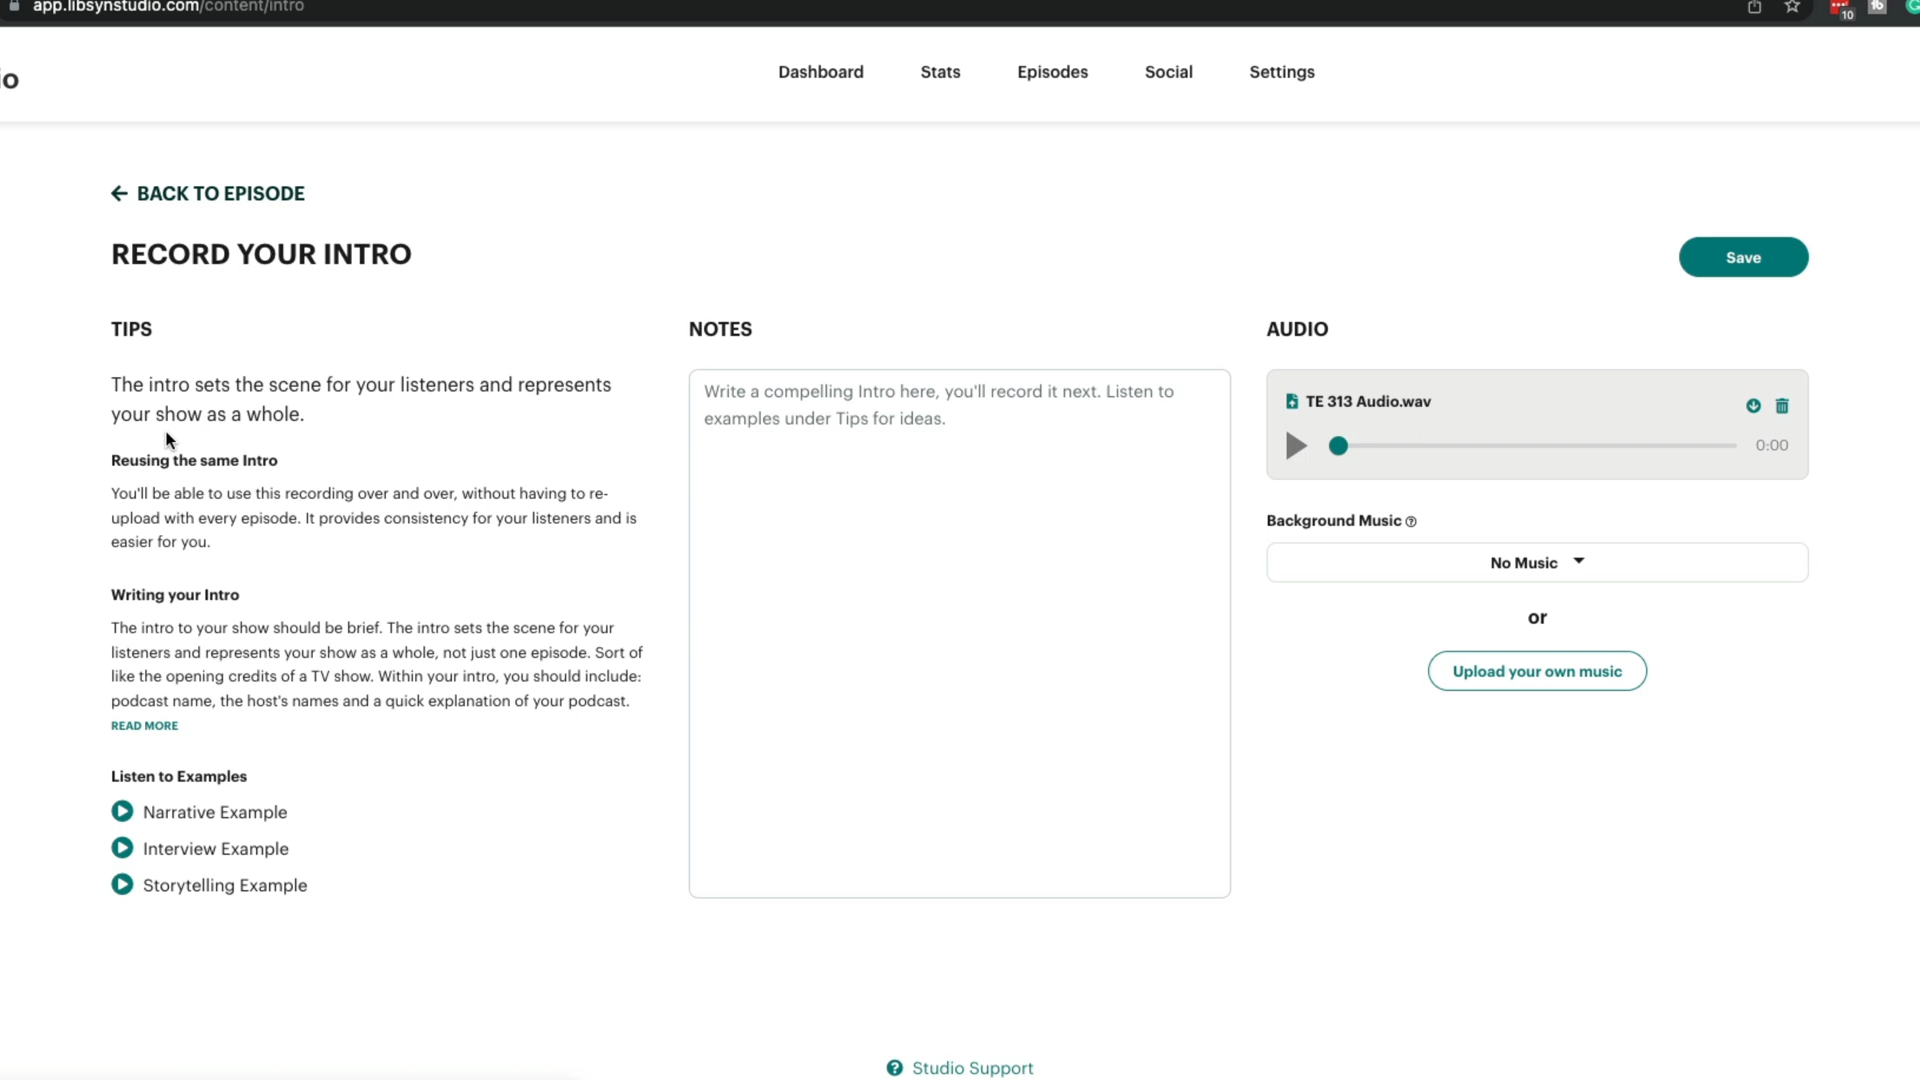 app.libsynstudio.com/content/intro
10
io
Dashboard
Stats
Episodes
Social
Settings
BACK TO EPISODE
RECORD YOUR INTRO
Save
TIPS
The intro sets the scene for your listeners and represents
your show as a whole.
Reusing the same Intro
You'll be able to use this recording over and over, without having to re-
upload with every episode. It provides consistency for your listeners and is
easier for you.
Writing your Intro
The intro to your show should be brief. The intro sets the scene for your
listeners and represents your show as a whole, not just one episode. Sort of
like the opening credits of a TV show. Within your intro, you should include:
podcast name, the host's names and a quick explanation of your podcast.
READ MORE
Listen to Examples
Narrative Example
Interview Example
Storytelling Example
NOTES
Write a compelling Intro here, you'll record it next. Listen to
examples under Tips for ideas.
AUDIO
TE 313 Audio.wav
0:00
Background Music
No Music
or
Upload your own music
Studio Support